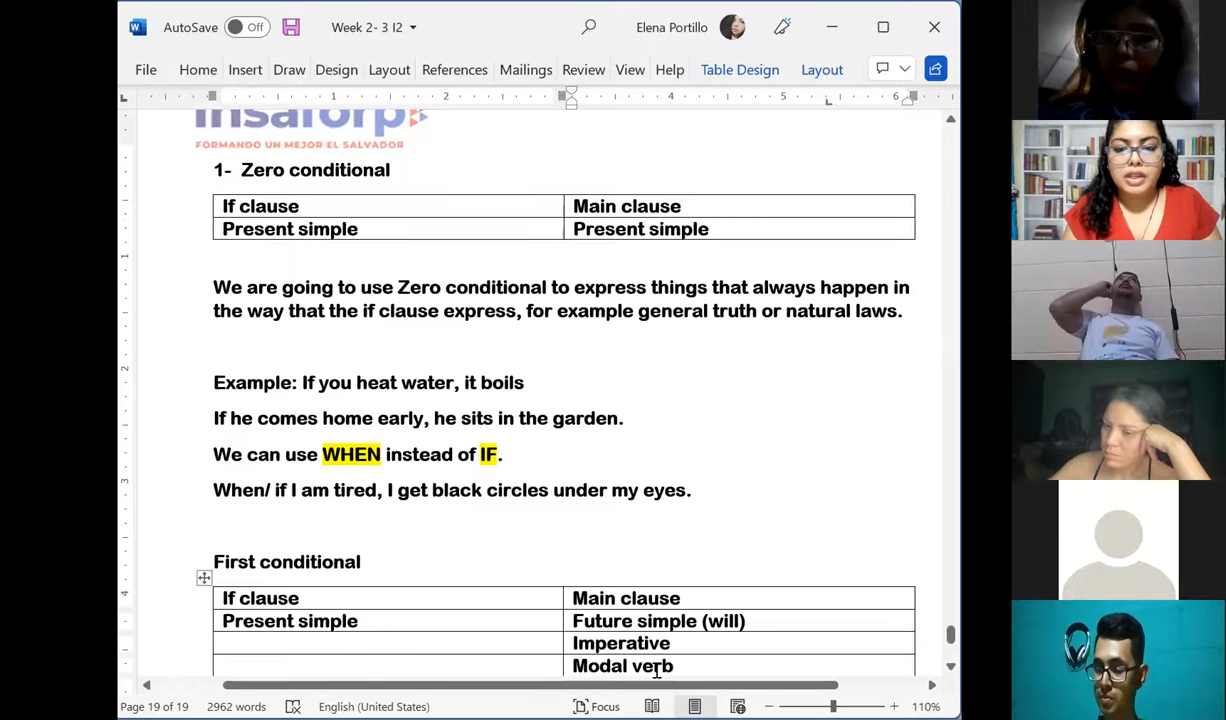 AutoSave Off Week 2- 3 I2 Elena Portillo
File Home Insert Draw Design Layout References Mailings Review View Help Table Design Layout
1 2 4 5 6
insaforp
FORMANDO UN MEJOR EL SALVADOR
1- Zero conditional
If clause Main clause
Present simple Present simple
We are going to use Zero conditional to express things that always happen in
the way that the if clause express, for example general truth or natural laws.
Example: If you heat water, it boils
If he comes home early, he sits in the garden.
We can use WHEN instead of IF.
When/ if I am tired, I get black circles under my eyes.
First conditional
If clause Main clause
Present simple Future simple (will)
Imperative
Modal verb
Page 19 of 19 2962 words English (United States) Focus 110%